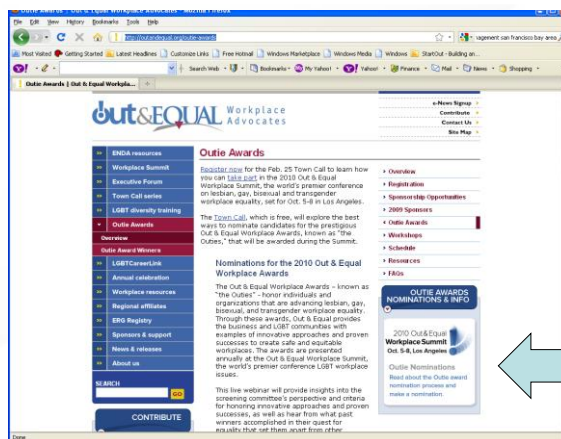 Outie Awards | Out & Equal Workplace Advocates - Mozilla Firefox
File Edit View History Bookmarks Tools Help
http://outandequal.org/outie-awards
Most Visited Getting Started Latest Headlines Customize Links Free Hotmail Windows Marketplace Windows Media Windows StartOut - Building an...
Search Web Bookmarks My Yahoo! Yahoo! Finance Mail News Shopping
Outie Awards | Out & Equal Workpla...
out&EQUAL Workplace
Advocates
e-News Signup
Contribute
Contact Us
Site Map
ENDA resources
Workplace Summit
Executive Forum
Town Call series
LGBT diversity training
Outie Awards
Overview
Outie Award Winners
LGBTCareerLink
Annual celebration
Workplace resources
Regional affiliates
ERG Registry
Sponsors & support
News & releases
About us
SEARCH
GO
CONTRIBUTE
Outie Awards
Register now for the Feb. 25 Town Call to learn how
you can take part in the 2010 Out & Equal
Workplace Summit, the world's premier conference
on lesbian, gay, bisexual and transgender
workplace equality, set for Oct. 5-8 in Los Angeles.
The Town Call, which is free, will explore the best
ways to nominate candidates for the prestigious
Out & Equal Workplace Awards, known as "the
Outies," that will be awarded during the Summit.
Nominations for the 2010 Out & Equal
Workplace Awards
The Out & Equal Workplace Awards – known as
"the Outies" - honor individuals and
organizations that are advancing lesbian, gay,
bisexual, and transgender workplace equality.
Through these awards, Out & Equal provides
the business and LGBT communities with
examples of innovative approaches and proven
successes to create safe and equitable
workplaces. The awards are presented
annually at the Out & Equal Workplace Summit,
the world's premier conference LGBT workplace
issues.
This live webinar will provide insights into the
screening committee's perspective and criteria
for honoring innovative approaches and proven
successes, as well as hear from what past
winners accomplished in their quest for
equality that set them apart from other
Overview
Registration
Sponsorship Opportunities
2009 Sponsors
Outie Awards
Workshops
Schedule
Resources
FAQs
OUTIE AWARDS
NOMINATIONS & INFO
2010 Out&Equal
Workplace Summit
Oct. 5-8, Los Angeles
Outie Nominations
Read about the Outie award
nomination process and
make a nomination.
Done